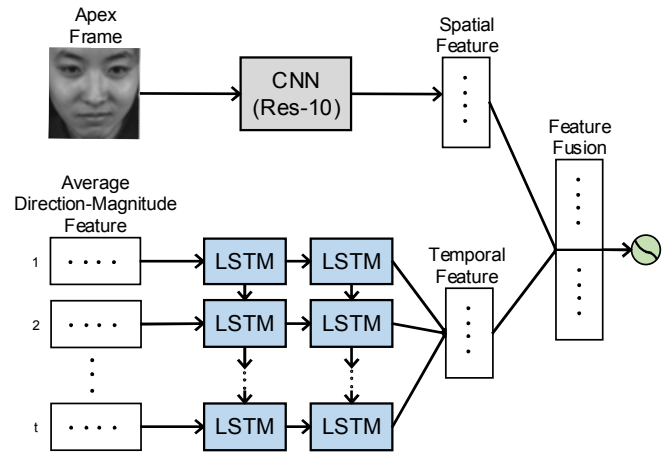 Apex
Frame
CNN
(Res-10)
Spatial
Feature
Feature
Fusion
Average
Direction-Magnitude
Feature
Temporal
Feature
1
LSTM
LSTM
2
LSTM
LSTM
t
LSTM
LSTM